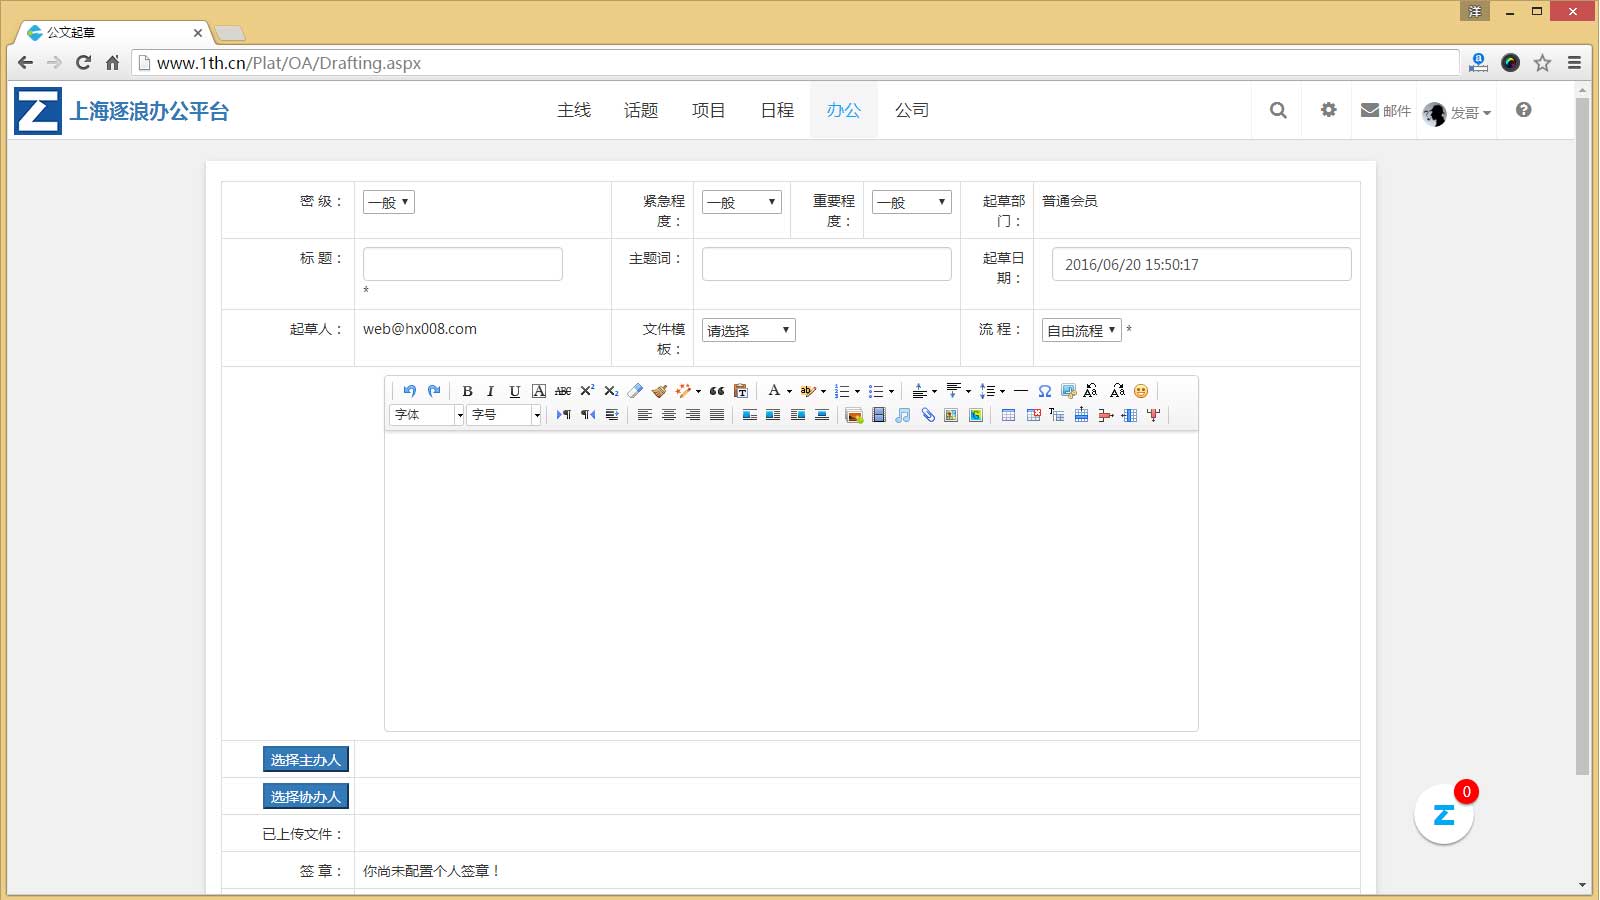 洋
公文起草
www.1th.cn/Plat/OA/Drafting.aspx
上海逐浪办公平台
主线 话题 项目 日程 办公 公司
邮件 发哥
密 级：
一般
紧急程度：
一般
重要程度：
一般
起草部门：
普通会员
标 题：
*
主题词：
起草日期：
2016/06/20 15:50:17
起草人：
web@hx008.com
文件模板：
请选择
流 程：
自由流程 *
B I U A ABC X² X₂ A ab Ω
字体 字号
选择主办人
选择协办人
0
已上传文件：
签 章：
你尚未配置个人签章！